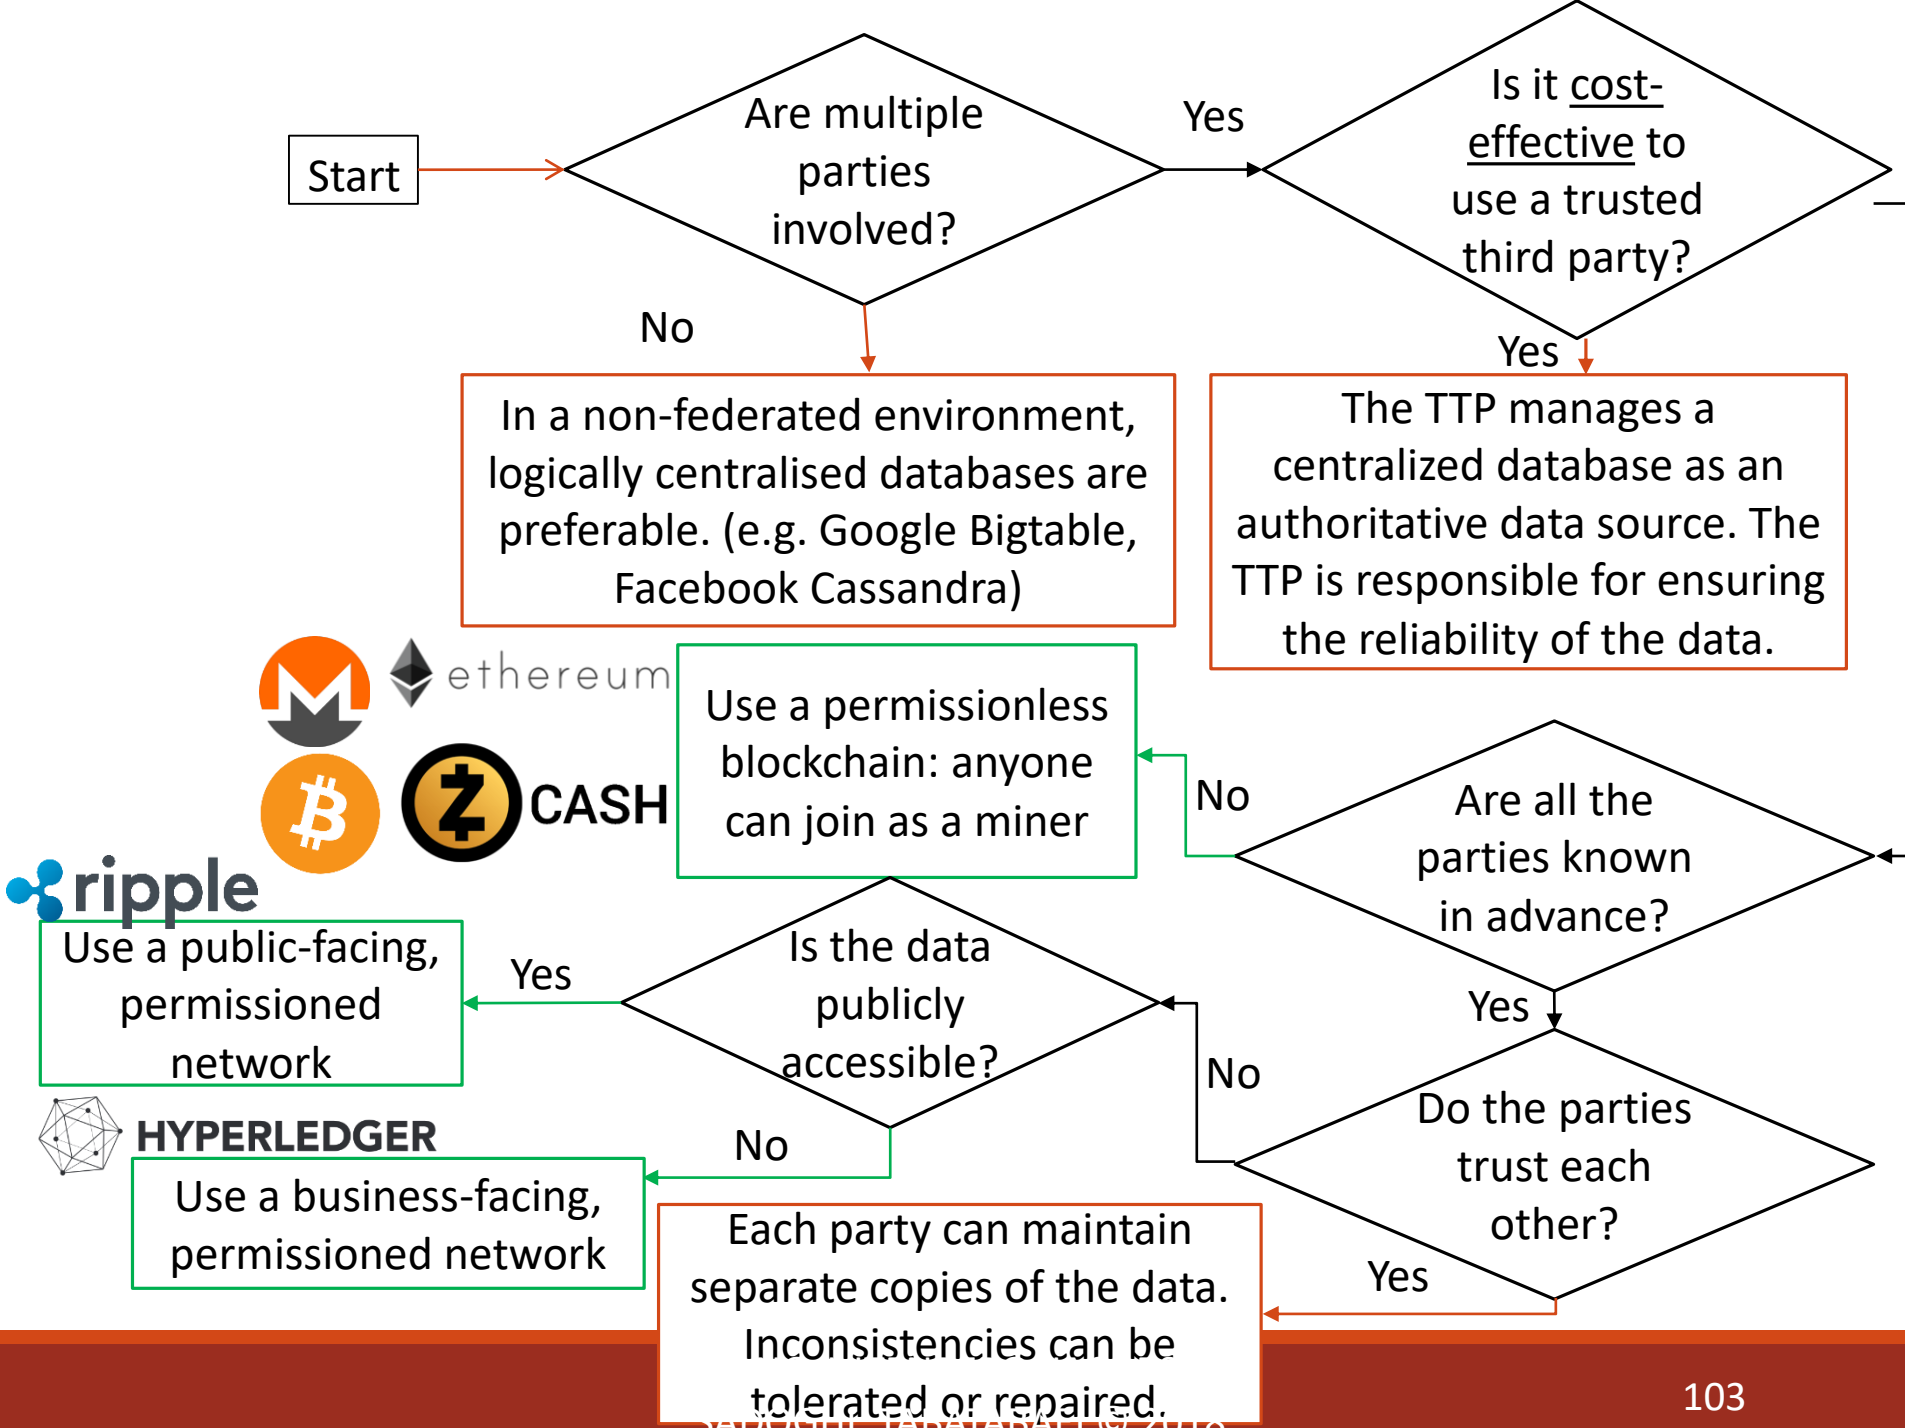 Start
Are multiple
parties
involved?
Yes
Is it cost-
effective to
use a trusted
third party?
No
Yes
In a non-federated environment,
logically centralised databases are
preferable. (e.g. Google Bigtable,
Facebook Cassandra)
The TTP manages a
centralized database as an
authoritative data source. The
TTP is responsible for ensuring
the reliability of the data.
ethereum
CASH
Use a permissionless
blockchain: anyone
can join as a miner
No
Are all the
parties known
in advance?
ripple
Use a public-facing,
permissioned
network
Yes
Is the data
publicly
accessible?
Yes
No
Do the parties
trust each
other?
HYPERLEDGER
No
Use a business-facing,
permissioned network
Yes
Each party can maintain
separate copies of the data.
Inconsistencies can be
tolerated or repaired.
2018
103